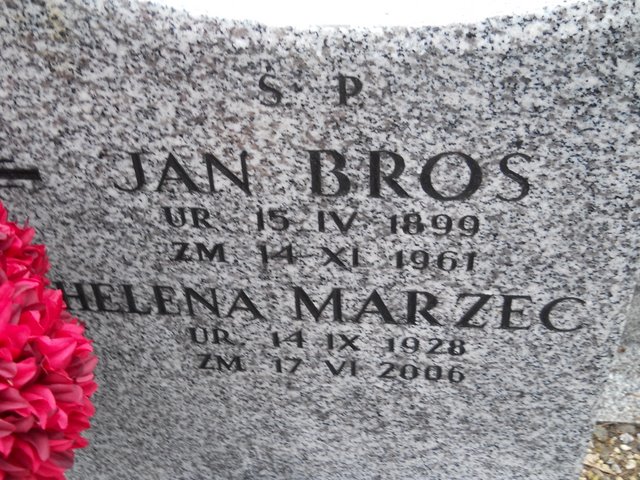 Ś P
JAN BROŚ
UR. 15 IV 1899
ZM. 14 XI 1961
HELENA MARZEC
UR. 14 IX 1928
ZM. 17 VI 2006